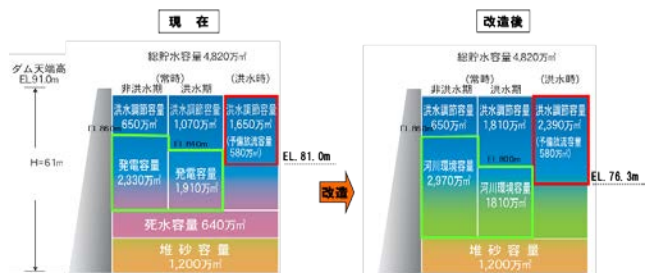 現 在
総貯水容量 4,820万㎥
ダム天端高
EL91.0m
(常時)
(洪水時)
非洪水期
洪水期
洪水調節容量
650万㎥
洪水調節容量
1,070万㎥
洪水調節容量
1,650万㎥
(予備放流容量
580万㎥)
EL.81.0m
H=61m
発電容量
2,330万㎥
発電容量
1,910万㎥
死水容量 640万㎥
堆 砂 容 量
1,200万㎥
改造
改造後
総貯水容量 4,820万㎥
(常時)
(洪水時)
非洪水期
洪水期
洪水調節容量
650万㎥
洪水調節容量
1,810万㎥
洪水調節容量
2,390万㎥
(予備放流容量
580万㎥)
EL.76.3m
河川環境容量
2,970万㎥
河川環境容量
1810万㎥
堆 砂 容 量
1,200万㎥